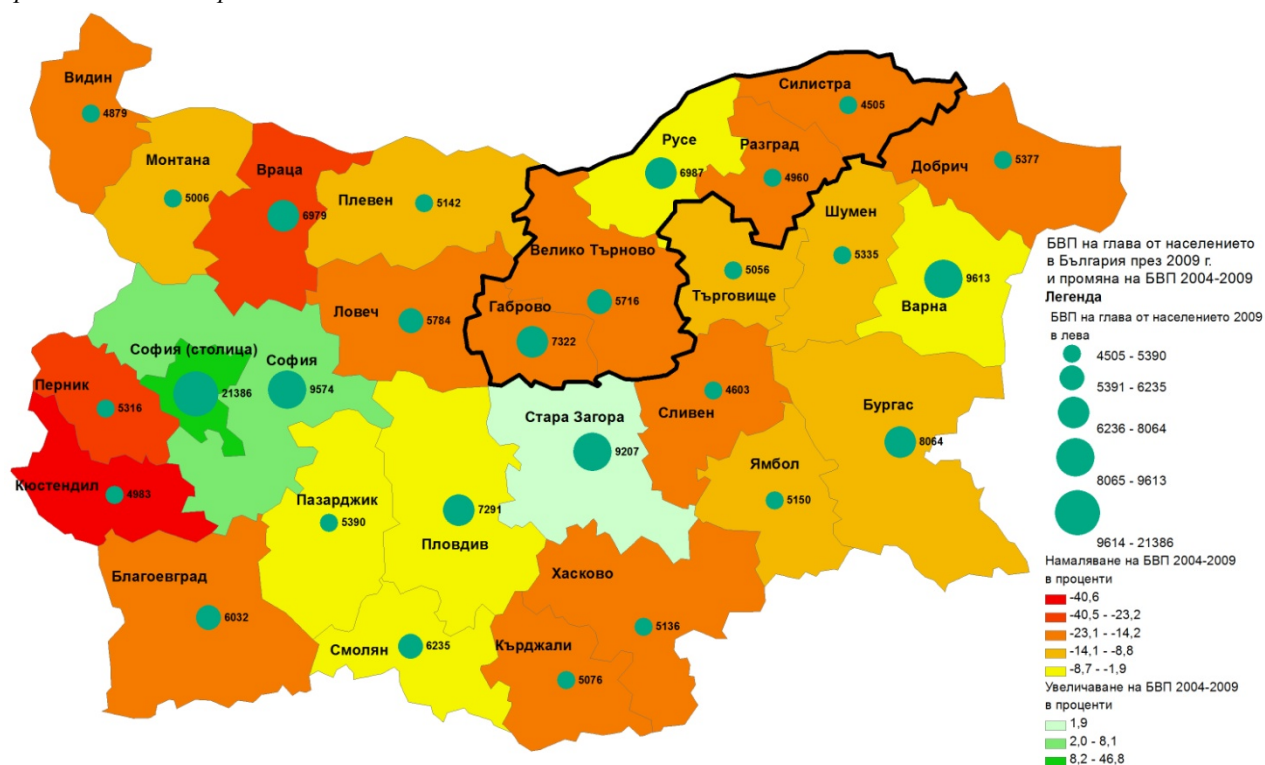 Видин
4879
Монтана
5006
Враца
6979
Плевен
5142
Ловеч
5784
Велико Търново
5716
Габрово
7322
Русе
6987
Разград
4960
Силистра
4505
Добрич
5377
Шумен
5335
Търговище
5056
Варна
9613
София (столица)
21386
София
9574
Перник
5316
Кюстендил
4983
Благоевград
6032
Пазарджик
5390
Пловдив
7291
Смолян
6235
Стара Загора
9207
Сливен
4603
Ямбол
5150
Бургас
8064
Хасково
5136
Кърджали
5076
БВП на глава от населението
в България през 2009 г.
и промяна на БВП 2004-2009
Легенда
БВП на глава от населението 2009
в лева
4505 - 5390
5391 - 6235
6236 - 8064
8065 - 9613
9614 - 21386
Намаляване на БВП 2004-2009
в проценти
-40,6
-40,5 - -23,2
-23,1 - -14,2
-14,1 - -8,8
-8,7 - -1,9
Увеличаване на БВП 2004-2009
в проценти
1,9
2,0 - 8,1
8,2 - 46,8